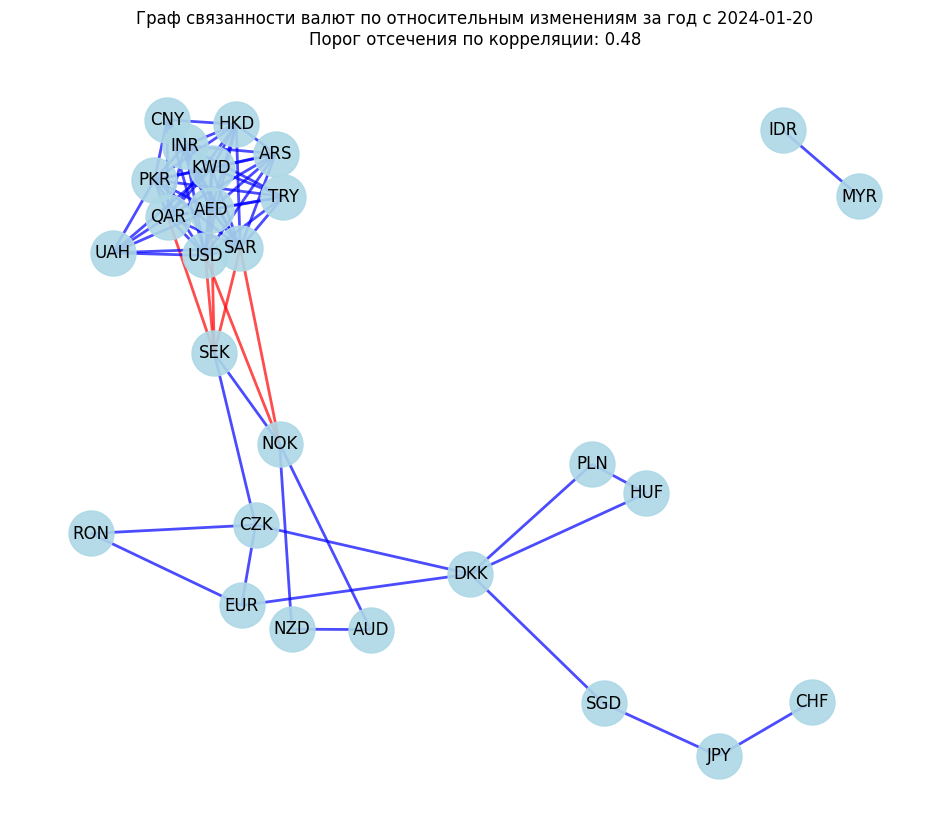 Граф связанности валют по относительным изменениям за год с 2024-01-20
Порог отсечения по корреляции: 0.48
CNY
HKD
IDR
INR
ARS
KWD
PKR
TRY
MYR
AED
QAR
SAR
UAH
USD
SEK
NOK
PLN
HUF
CZK
RON
DKK
EUR
NZD
AUD
SGD
CHF
JPY